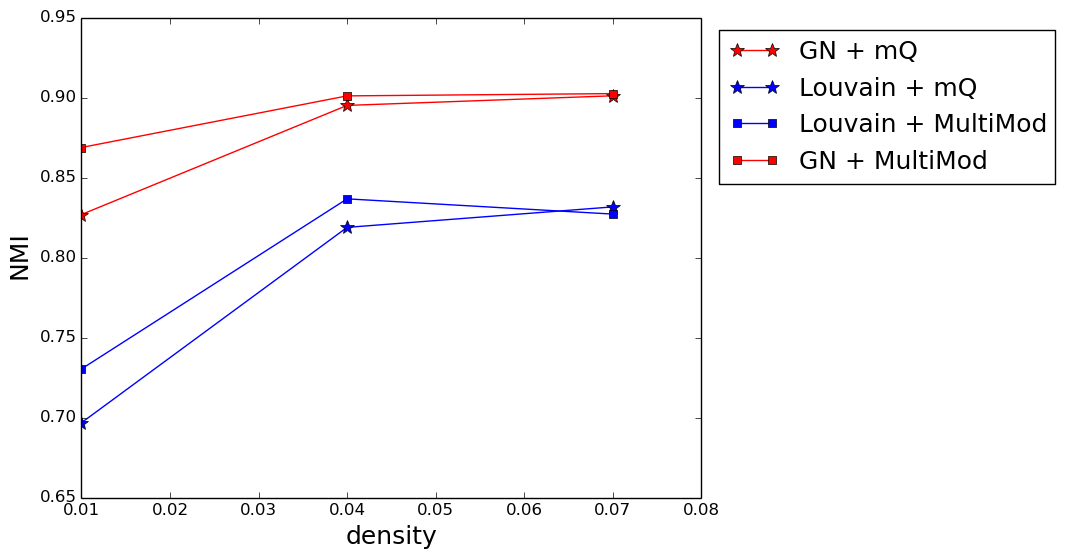 0.95
0.90
0.85
0.80
0.75
0.70
0.65
NMI
0.01 0.02 0.03 0.04 0.05 0.06 0.07 0.08
density
GN + mQ
Louvain + mQ
Louvain + MultiMod
GN + MultiMod